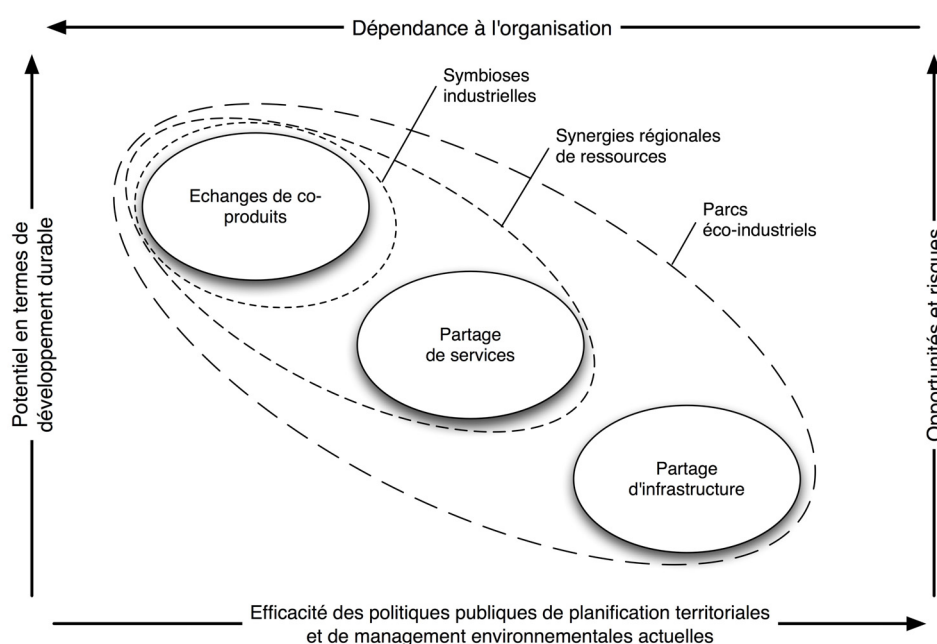 Dépendance à l'organisation
Symbioses
industrielles
Synergies régionales
de ressources
Echanges de co-
produits
Parcs
éco-industriels
Potentiel en termes de
développement durable
Opportunités et risques
Partage
de services
Partage
d'infrastructure
Efficacité des politiques publiques de planification territoriales
et de management environnementales actuelles